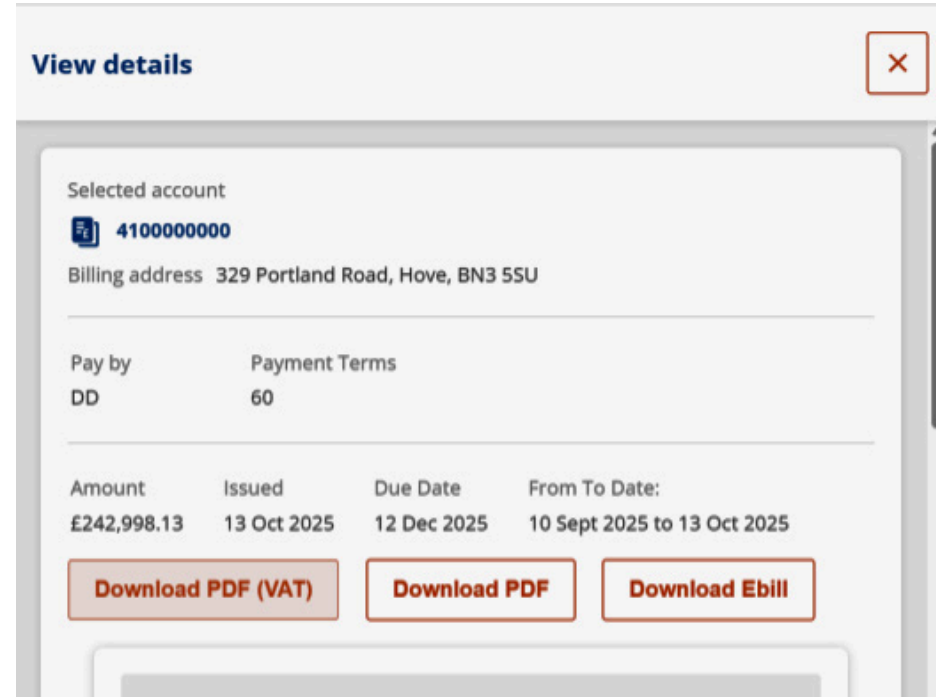 View details
Selected account
4100000000
Billing address 329 Portland Road, Hove, BN3 5SU
Pay by Payment Terms
DD 60
Amount Issued Due Date From To Date:
£242,998.13 13 Oct 2025 12 Dec 2025 10 Sept 2025 to 13 Oct 2025
Download PDF (VAT) Download PDF Download Ebill